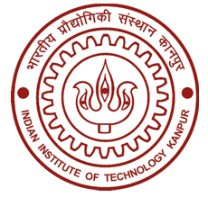 भारतीय प्रौद्योगिकी संस्थान कानपुर
INDIAN INSTITUTE OF TECHNOLOGY KANPUR